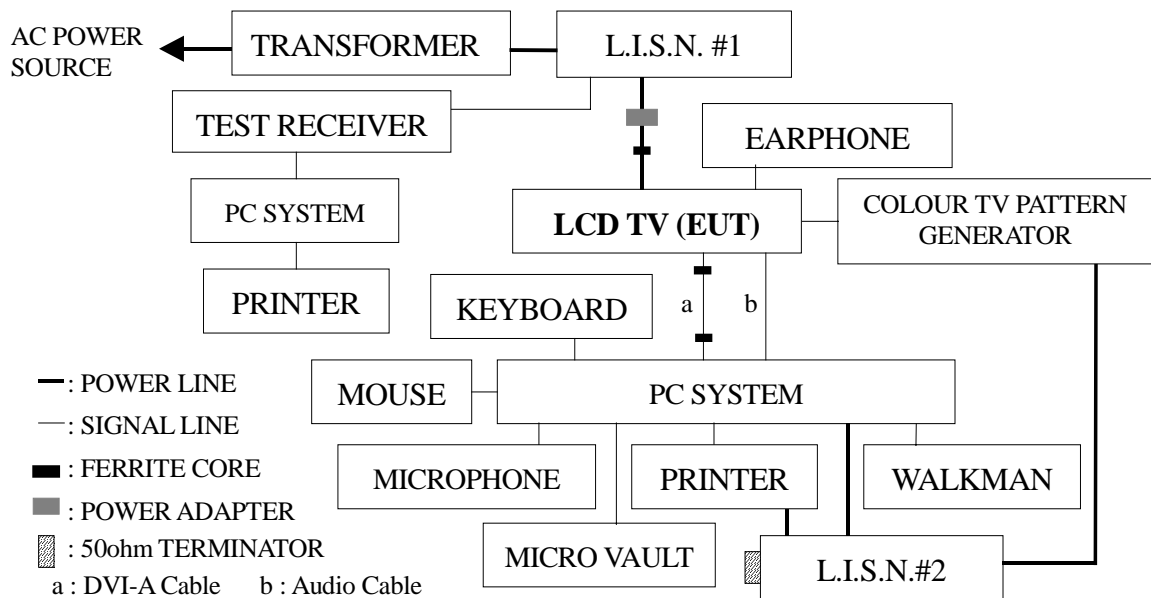 AC POWER
SOURCE
TRANSFORMER
L.I.S.N. #1
TEST RECEIVER
EARPHONE
PC SYSTEM
LCD TV (EUT)
COLOUR TV PATTERN
GENERATOR
PRINTER
KEYBOARD
a
b
MOUSE
PC SYSTEM
: POWER LINE
: SIGNAL LINE
: FERRITE CORE
: POWER ADAPTER
: 50ohm TERMINATOR
a : DVI-A Cable b : Audio Cable
MICROPHONE
PRINTER
WALKMAN
MICRO VAULT
L.I.S.N.#2